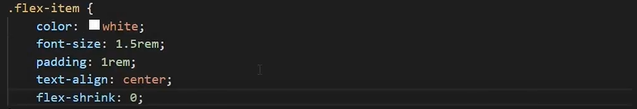 .flex-item {
    color: white;
    font-size: 1.5rem;
    padding: 1rem;
    text-align: center;
    flex-shrink: 0;